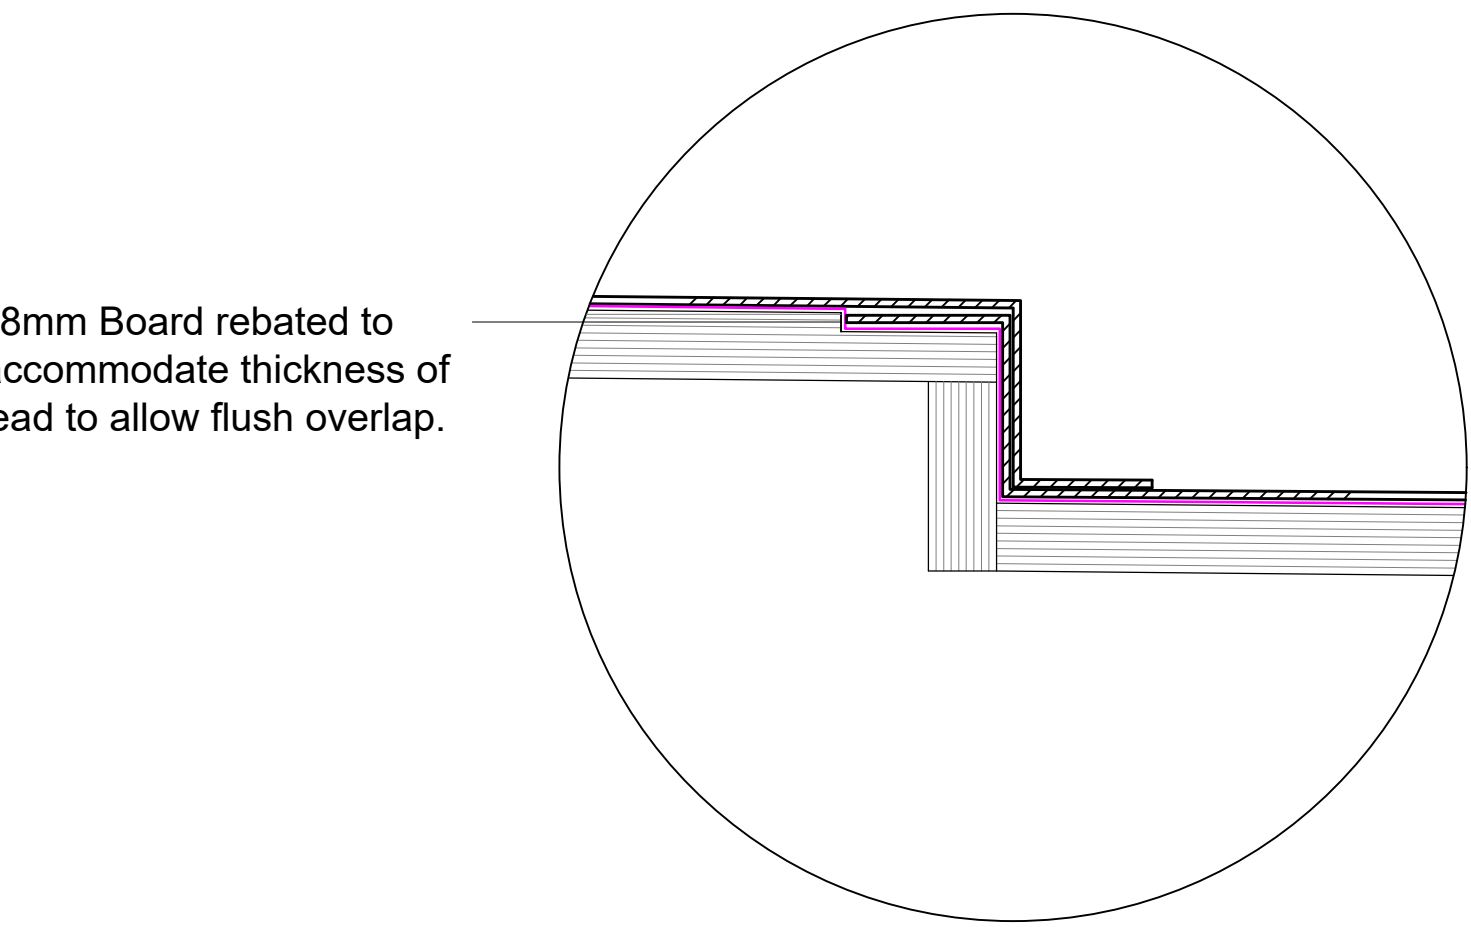 8mm Board rebated to
accommodate thickness of
ead to allow flush overlap.